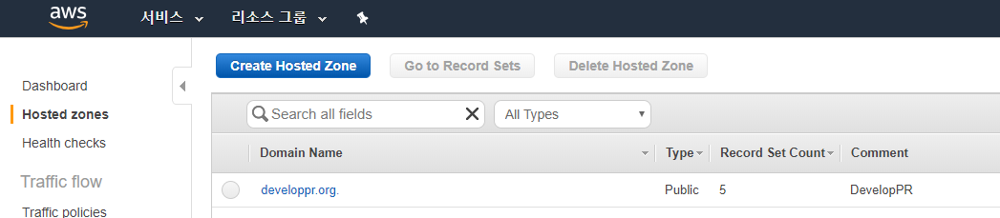 aws 서비스 리소스 그룹
Create Hosted Zone Go to Record Sets Delete Hosted Zone
Dashboard
Hosted zones
Health checks
Traffic flow
Traffic policies
Search all fields All Types
Domain Name Type Record Set Count Comment
developpr.org. Public 5 DevelopPR